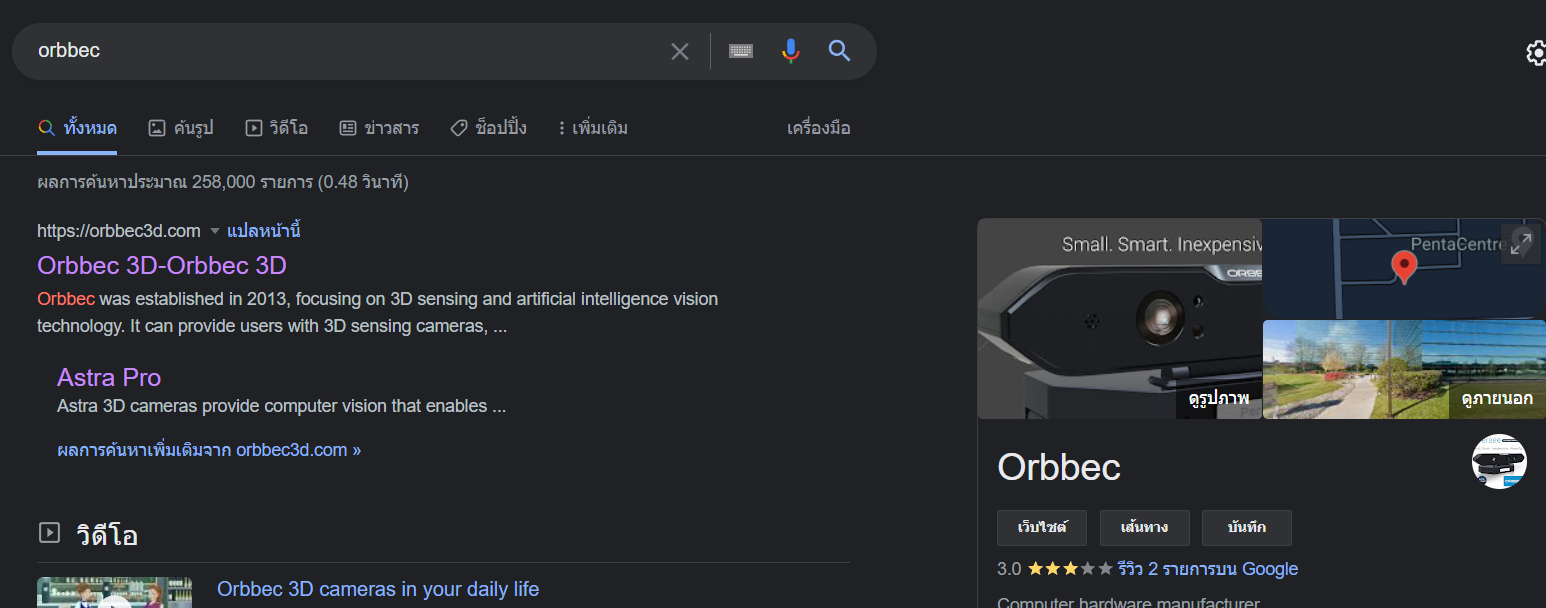 orbbec
ทั้งหมด
ค้นรูป
วิดีโอ
ข่าวสาร
ช็อปปิ้ง
เพิ่มเติม
เครื่องมือ
ผลการค้นหาประมาณ 258,000 รายการ (0.48 วินาที)
https://orbbec3d.com
แปลหน้านี้
Orbbec 3D-Orbbec 3D
Orbbec was established in 2013, focusing on 3D sensing and artificial intelligence vision
technology. It can provide users with 3D sensing cameras, ...
Astra Pro
Astra 3D cameras provide computer vision that enables ...
ผลการค้นหาเพิ่มเติมจาก orbbec3d.com »
วิดีโอ
Orbbec 3D cameras in your daily life
Small. Smart. Inexpensiv
ORBB
PentaCentre
ดูรูปภาพ
ดูภายนอก
Orbbec
เว็บไซต์
เส้นทาง
บันทึก
3.0
รีวิว 2 รายการบน Google
Computer hardware manufacturer